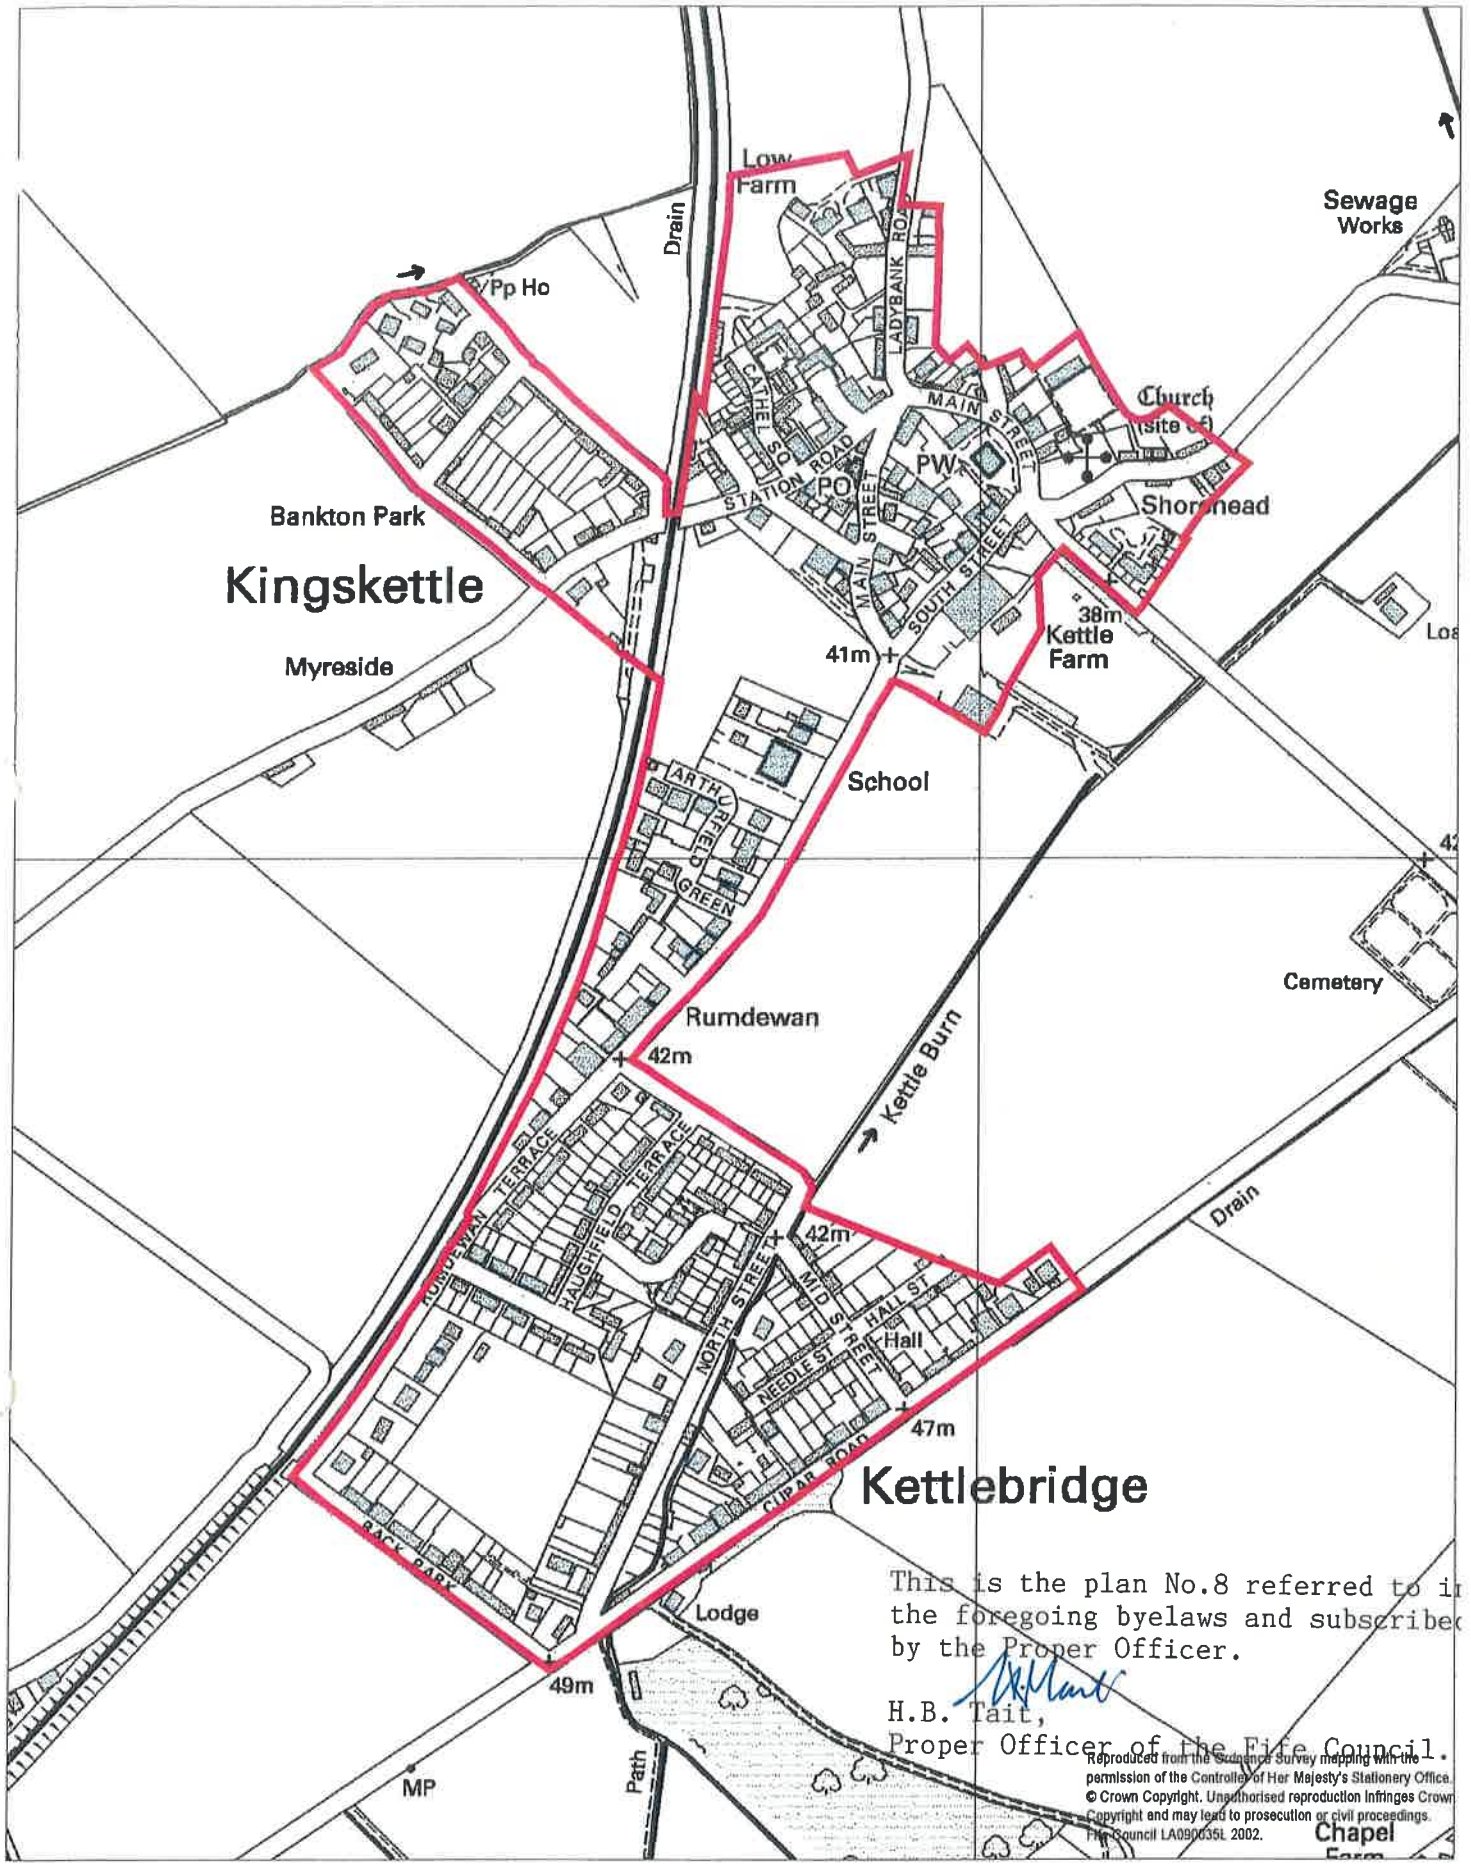 Low
Farm
Drain
Sewage
Works
Pp Ho
LADYBANK ROAD
CATHEL SQ
MAIN STREET
Church
(site of)
STATION ROAD
PO
PW
MAIN STREET
Shorehead
Bankton Park
Kingskettle
MAIN STREET
SOUTH STREET
38m
Kettle
Farm
41m
Myreside
School
ARTHURFIELD
GREEN
Cemetery
Rumdewan
42m
Kettle Burn
Drain
RUMDEWAN TERRACE
HAUGHFIELD TERRACE
42m
NORTH STREET
MID STREET
HALL ST
Hall
NEEDLE ST
47m
CUPAR ROAD
Kettlebridge
BACK PARK
Lodge
49m
MP
Path
This is the plan No.8 referred to in
the foregoing byelaws and subscribed
by the Proper Officer.
H.B. Tait,
Proper Officer of the Fife Council.
Reproduced from the Ordnance Survey mapping with the
permission of the Controller of Her Majesty's Stationery Office.
© Crown Copyright. Unauthorised reproduction infringes Crown
Copyright and may lead to prosecution or civil proceedings.
Fife Council LA090035L 2002.
Chapel
Farm